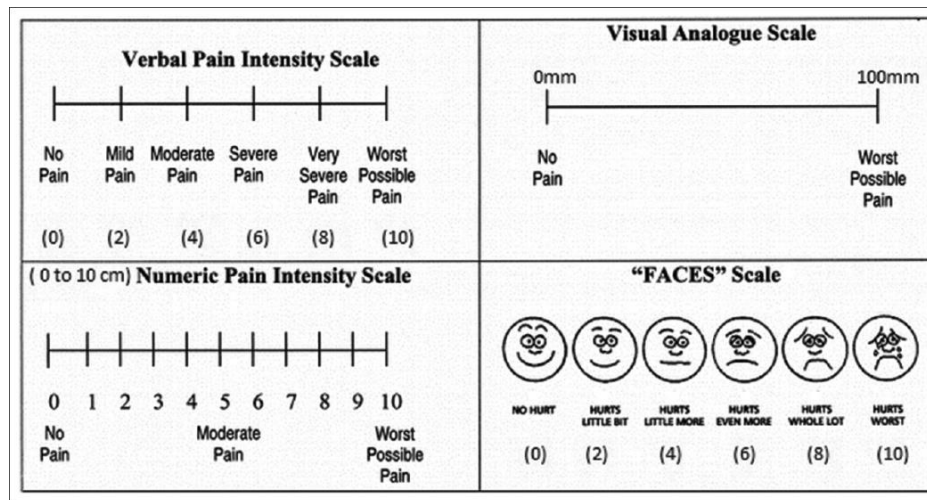 Verbal Pain Intensity Scale
No Pain
Mild Pain
Moderate Pain
Severe Pain
Very Severe Pain
Worst Possible Pain
(0) (2) (4) (6) (8) (10)
Visual Analogue Scale
0mm 100mm
No Pain
Worst Possible Pain
( 0 to 10 cm) Numeric Pain Intensity Scale
0 1 2 3 4 5 6 7 8 9 10
No Pain
Moderate Pain
Worst Possible Pain
“FACES” Scale
NO HURT
HURTS LITTLE BIT
HURTS LITTLE MORE
HURTS EVEN MORE
HURTS WHOLE LOT
HURTS WORST
(0) (2) (4) (6) (8) (10)